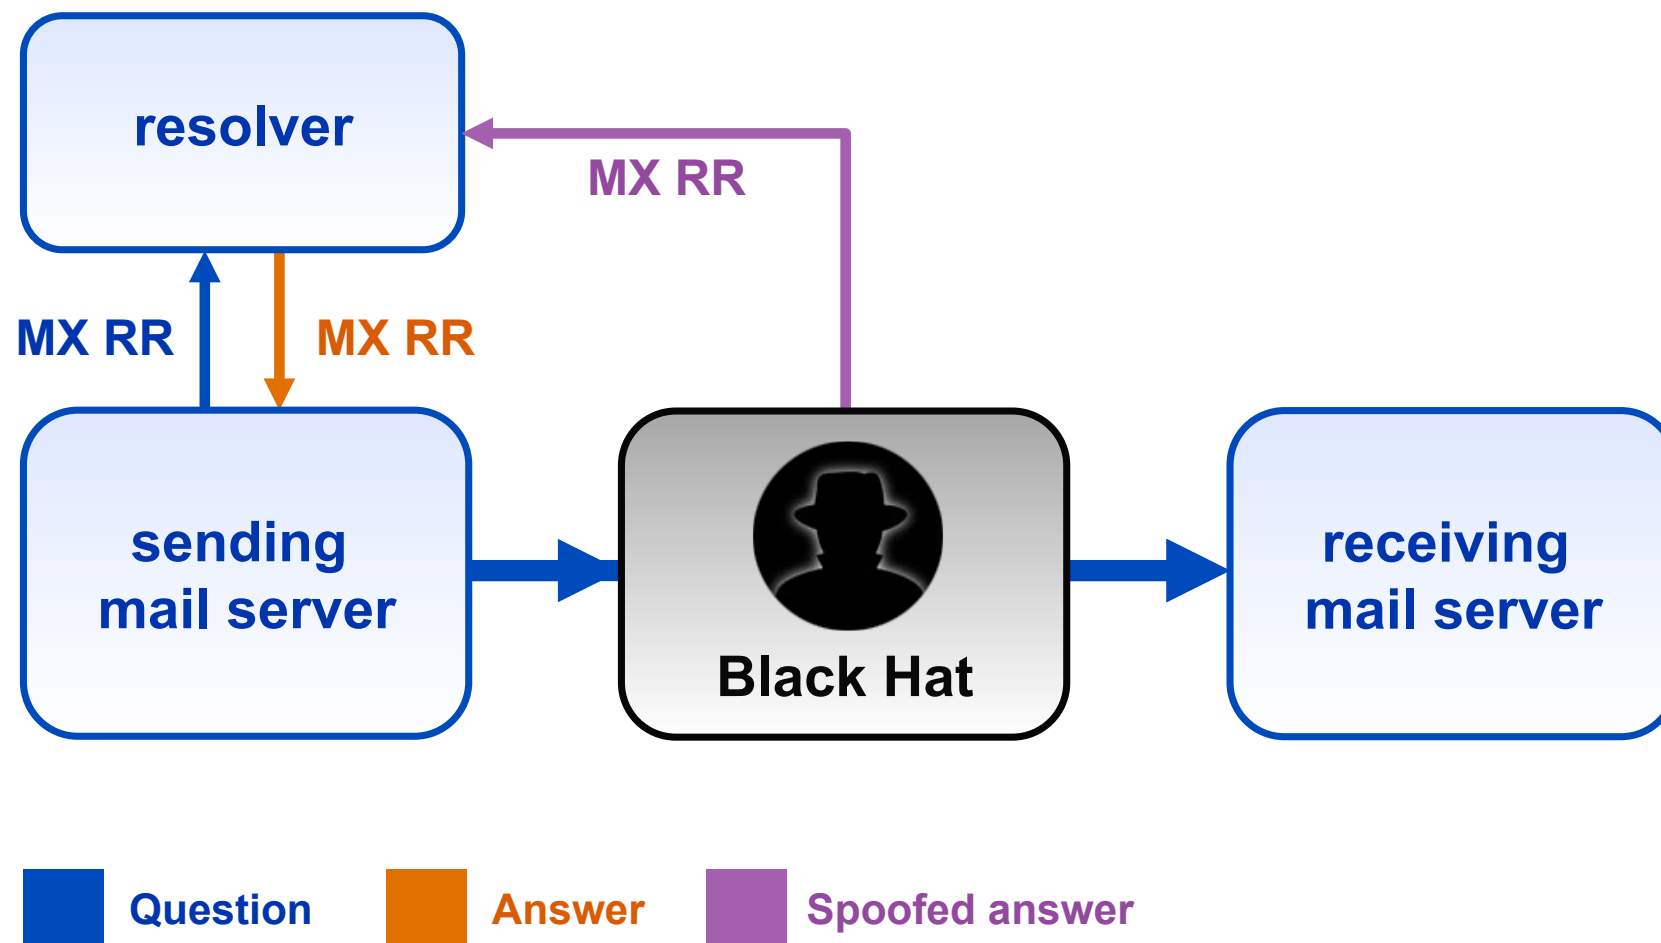 resolver
MX RR
MX RR
MX RR
sending
mail server
Black Hat
receiving
mail server
Question
Answer
Spoofed answer